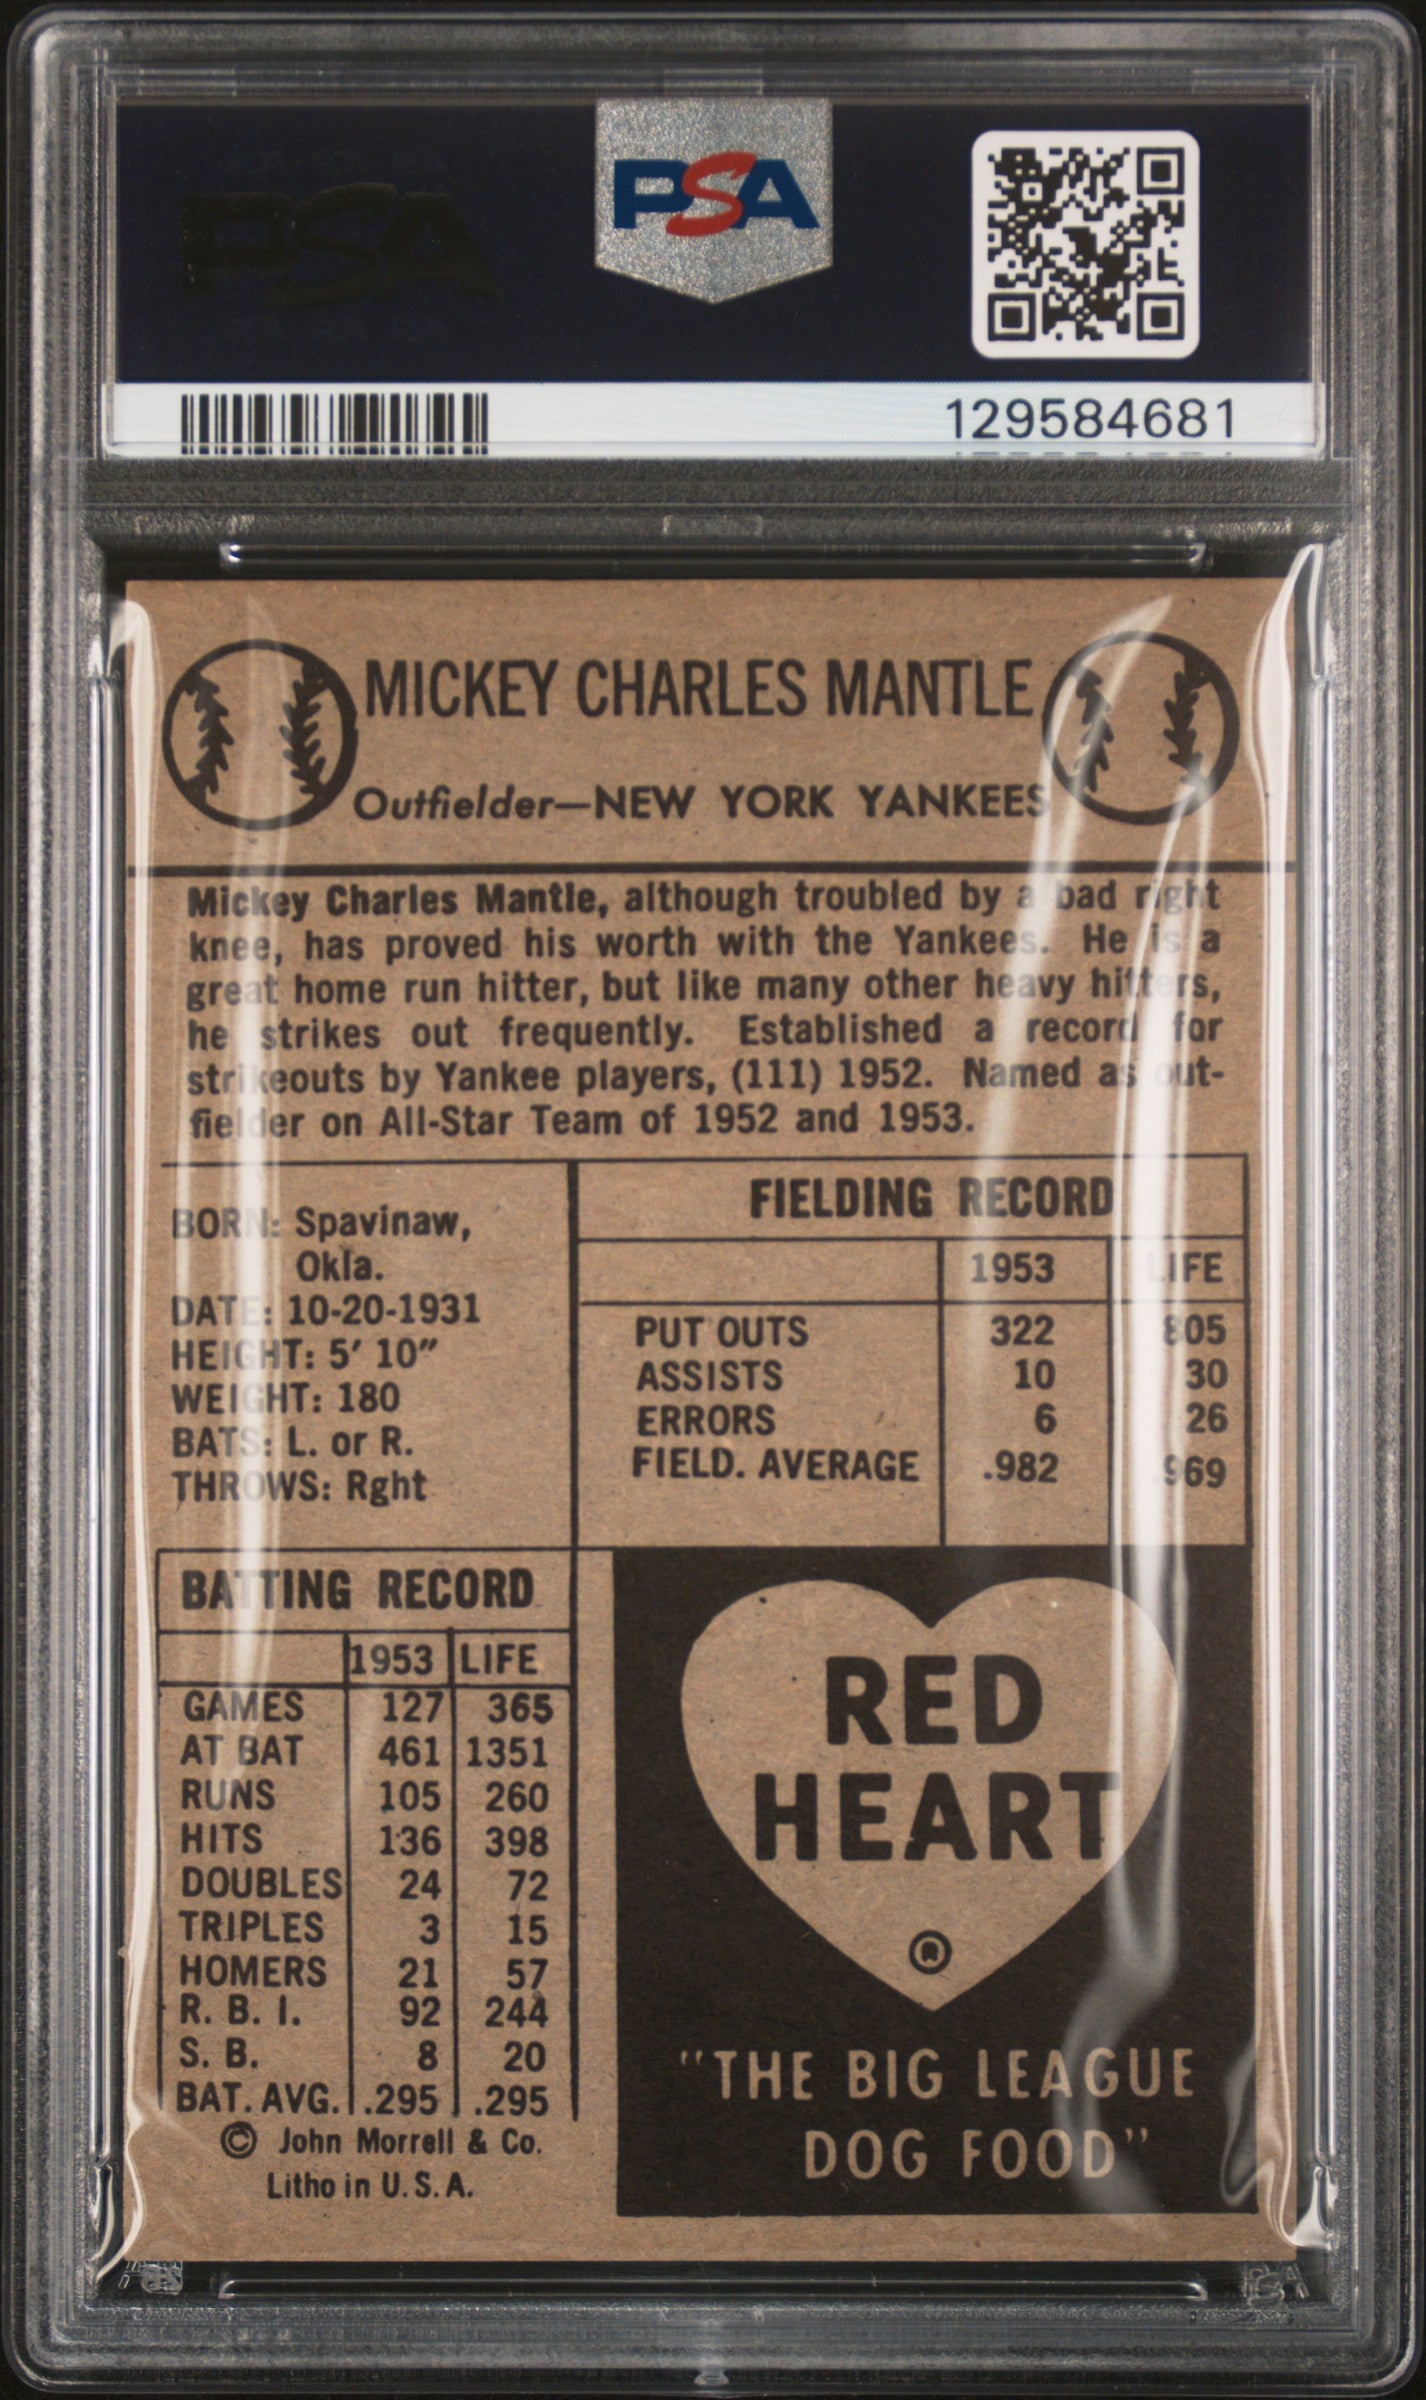 PSA
PSA
129584681
MICKEY CHARLES MANTLE
Outfielder—NEW YORK YANKEES
Mickey Charles Mantle, although troubled by a bad right
knee, has proved his worth with the Yankees. He is a
great home run hitter, but like many other heavy hitters,
he strikes out frequently. Established a record for
strikeouts by Yankee players, (111) 1952. Named as out-
fielder on All-Star Team of 1952 and 1953.
BORN: Spavinaw,
Okla.
DATE: 10-20-1931
HEIGHT: 5′ 10″
WEIGHT: 180
BATS: L. or R.
THROWS: Rght
FIELDING RECORD
1953 LIFE
PUT OUTS 322 805
ASSISTS 10 30
ERRORS 6 26
FIELD. AVERAGE .982 .969
BATTING RECORD
1953 LIFE
GAMES 127 365
AT BAT 461 1351
RUNS 105 260
HITS 136 398
DOUBLES 24 72
TRIPLES 3 15
HOMERS 21 57
R. B. I. 92 244
S. B. 8 20
BAT. AVG. .295 .295
© John Morrell & Co.
Litho in U.S.A.
RED
HEART
®
"THE BIG LEAGUE
DOG FOOD"
PSA